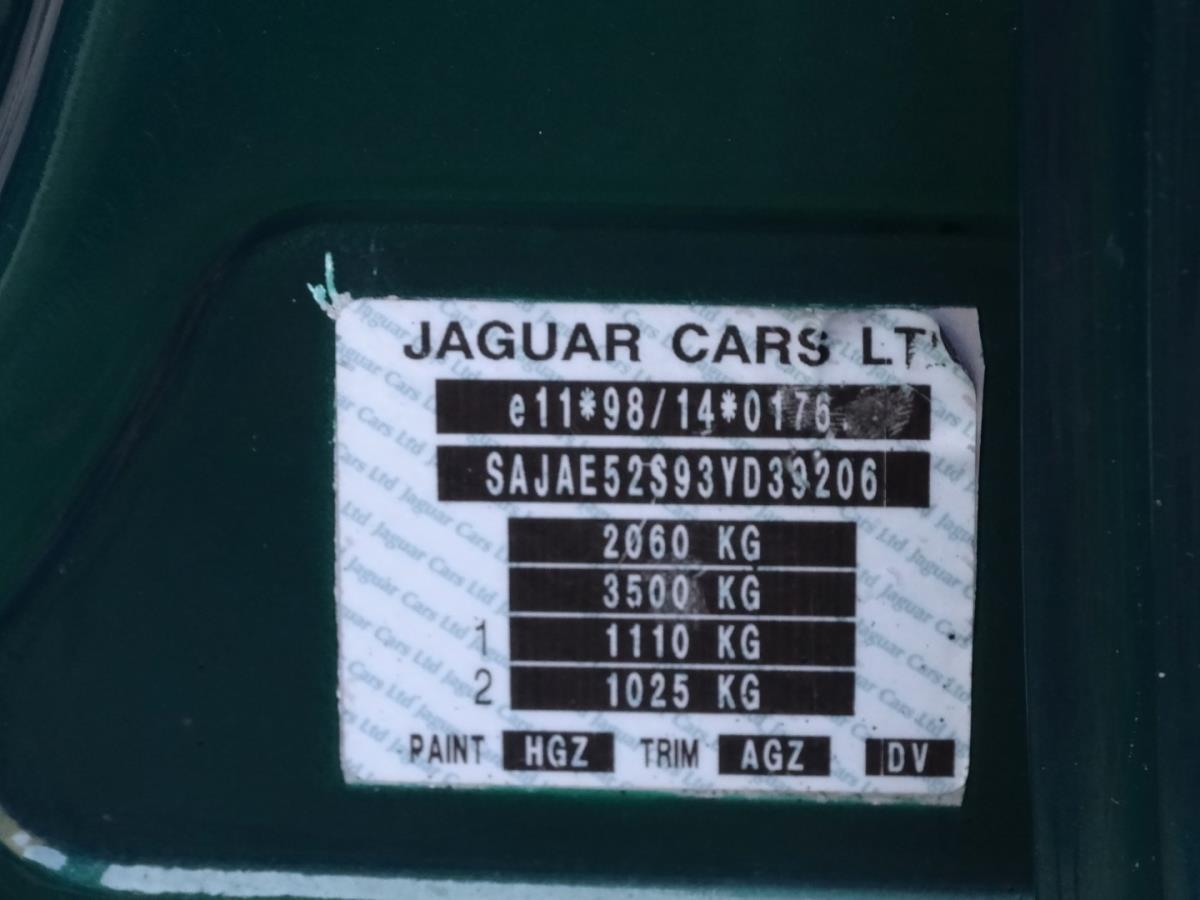 JAGUAR CARS LT
e11*98/14*0176
SAJAE52S93YD39206
2060 KG
3500 KG
1 1110 KG
2 1025 KG
PAINT HGZ TRIM AGZ DV